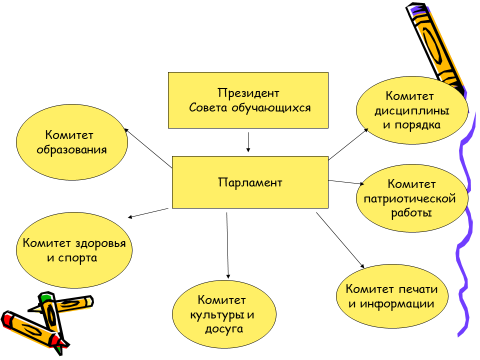 Президент
Совета обучающихся
Комитет
дисциплины
и порядка
Комитет
образования
Парламент
Комитет
патриотической
работы
Комитет здоровья
и спорта
Комитет
культуры и
досуга
Комитет печати
и информации